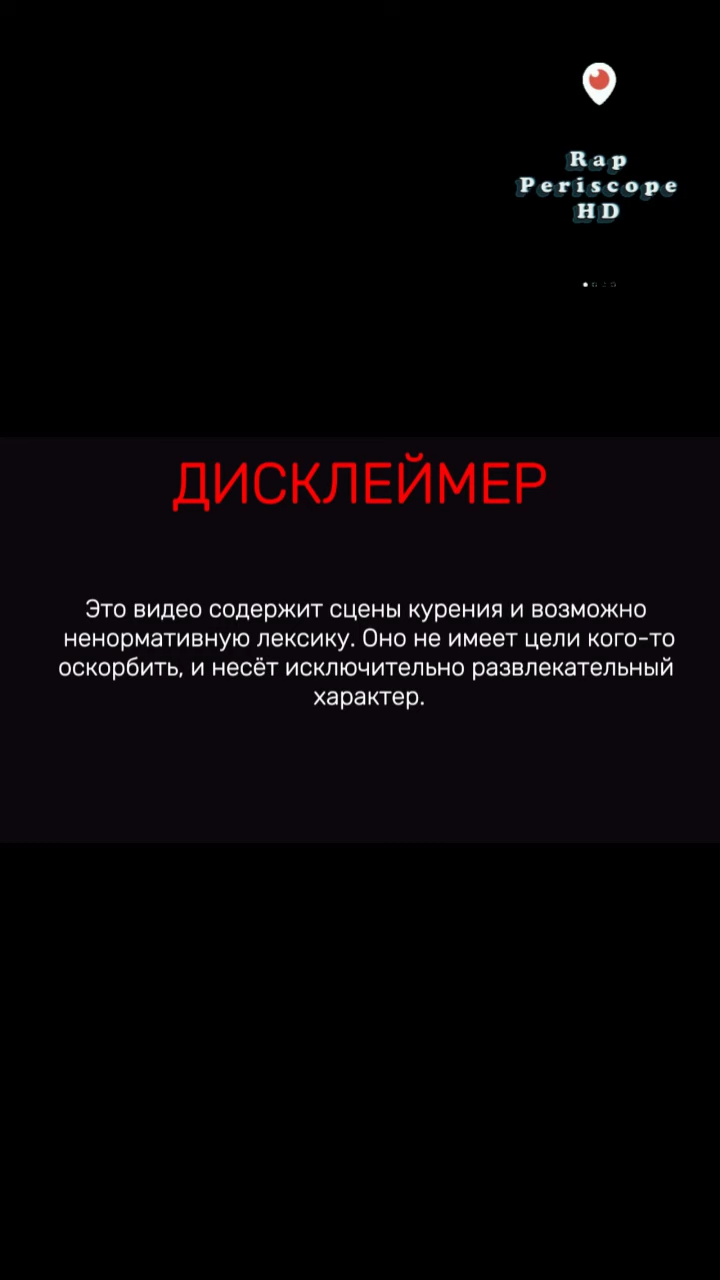 Rap
Periscope
HD
ДИСКЛЕЙМЕР
Это видео содержит сцены курения и возможно
ненормативную лексику. Оно не имеет цели кого-то
оскорбить, и несёт исключительно развлекательный
характер.